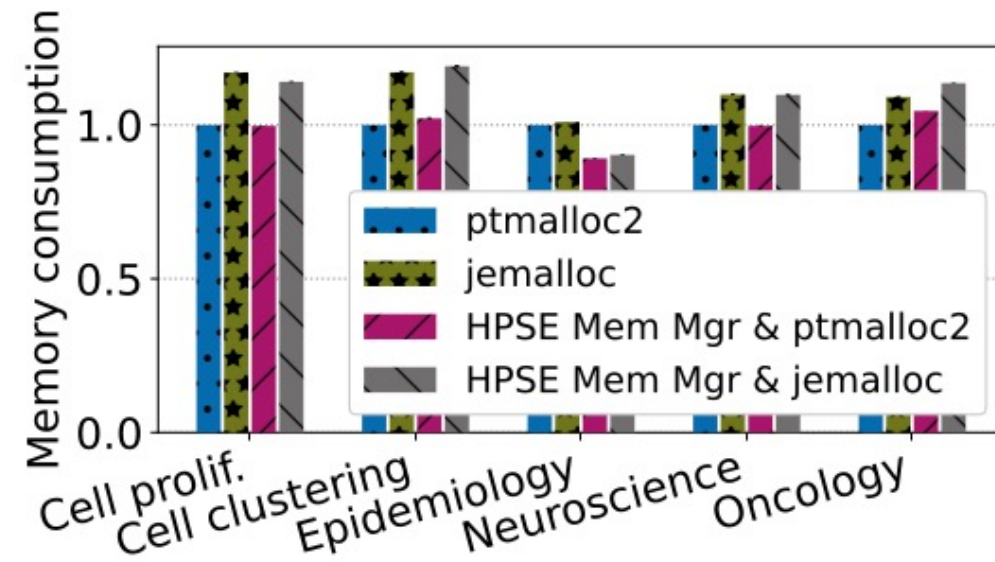 Memory consumption
1.0
0.5
0.0
ptmalloc2
jemalloc
HPSE Mem Mgr & ptmalloc2
HPSE Mem Mgr & jemalloc
Cell prolif.
Cell clustering
Epidemiology
Neuroscience
Oncology